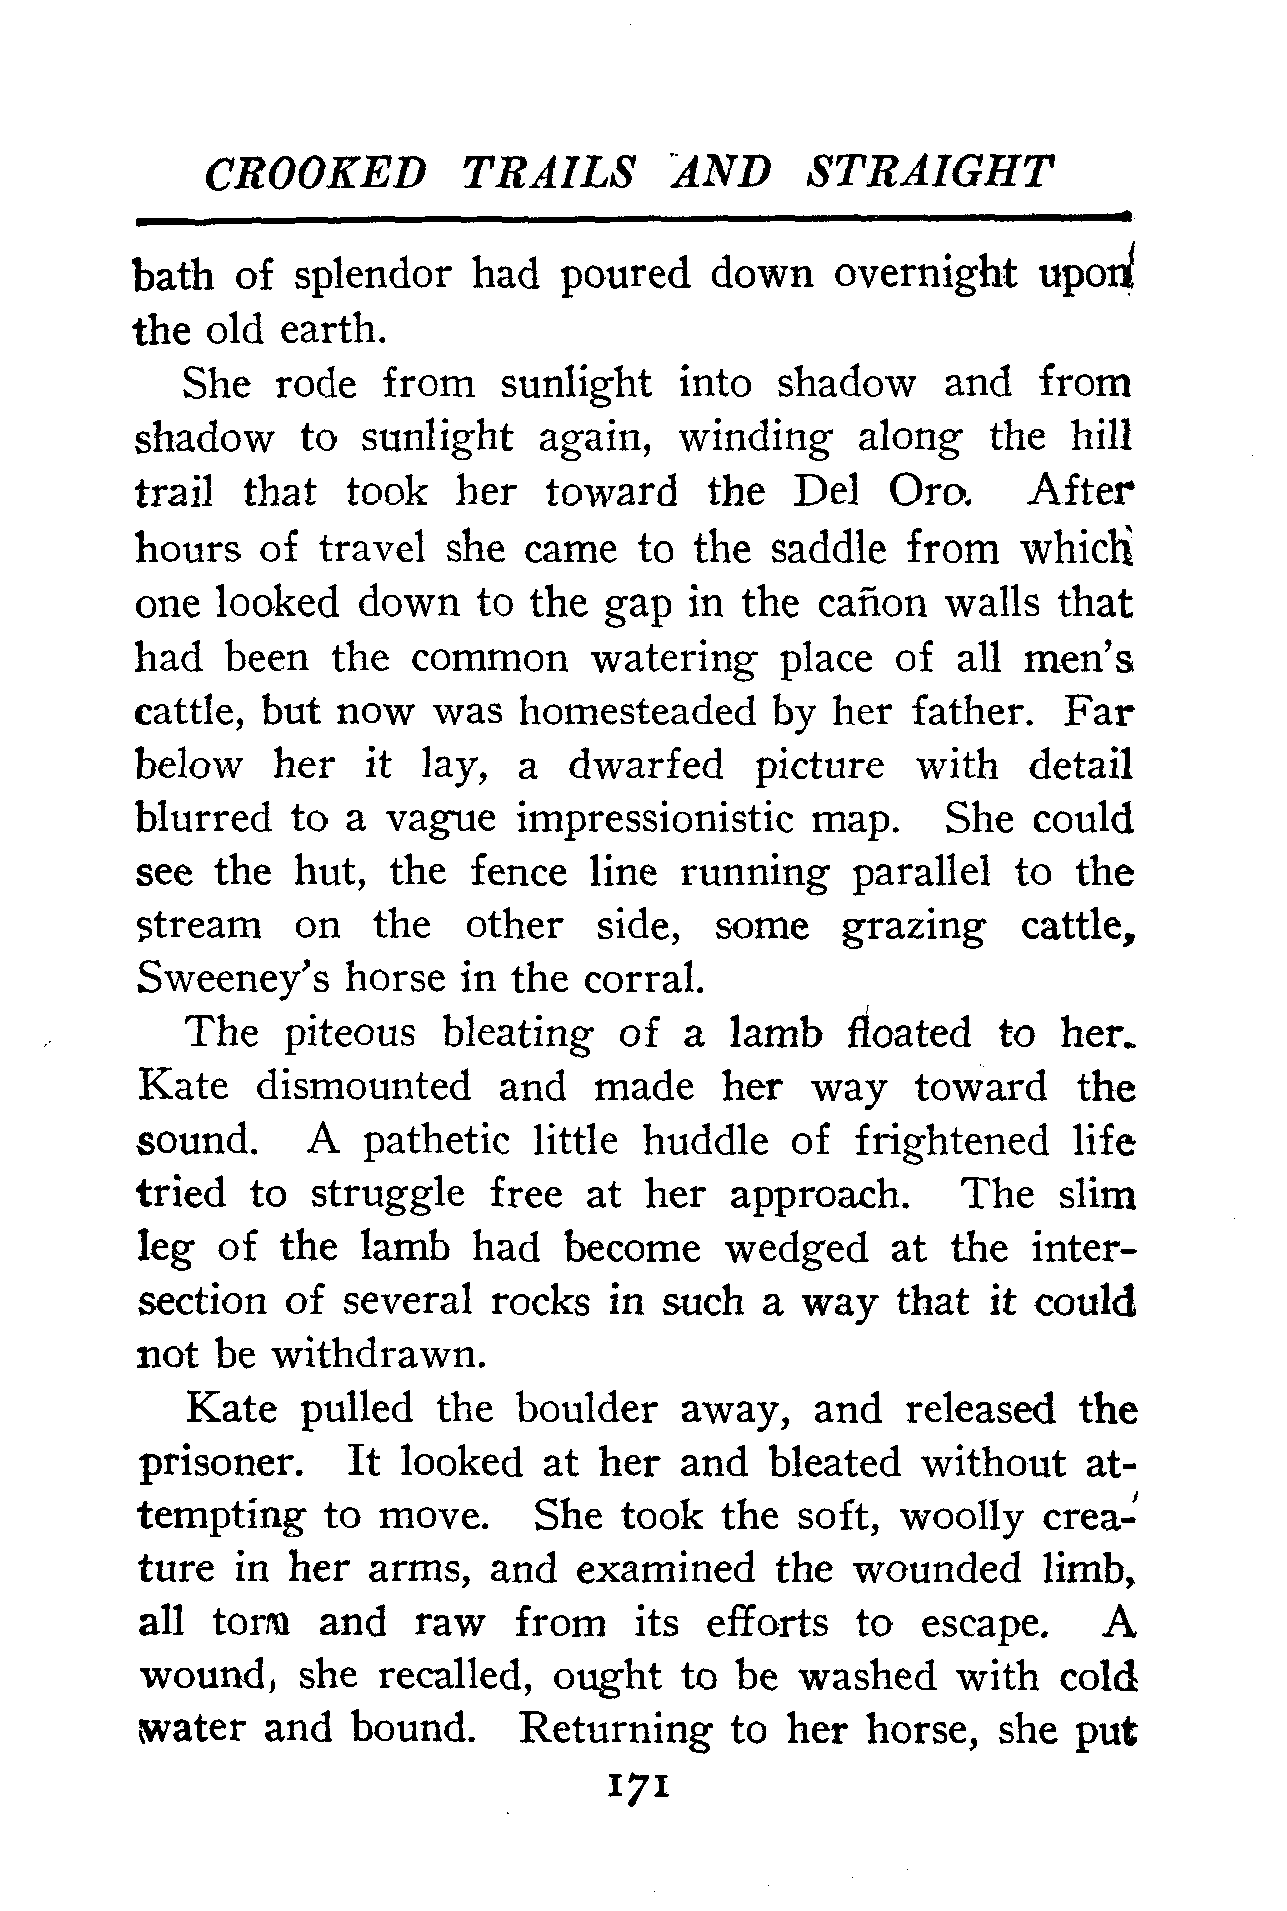 CROOKED TRAILS AND STRAIGHT
bath of splendor had poured down overnight upon
the old earth.
She rode from sunlight into shadow and from
shadow to sunlight again, winding along the hill
trail that took her toward the Del Oro. After
hours of travel she came to the saddle from which
one looked down to the gap in the cañon walls that
had been the common watering place of all men's
cattle, but now was homesteaded by her father. Far
below her it lay, a dwarfed picture with detail
blurred to a vague impressionistic map. She could
see the hut, the fence line running parallel to the
stream on the other side, some grazing cattle,
Sweeney's horse in the corral.
The piteous bleating of a lamb floated to her.
Kate dismounted and made her way toward the
sound. A pathetic little huddle of frightened life
tried to struggle free at her approach. The slim
leg of the lamb had become wedged at the inter-
section of several rocks in such a way that it could
not be withdrawn.
Kate pulled the boulder away, and released the
prisoner. It looked at her and bleated without at-
tempting to move. She took the soft, woolly crea-
ture in her arms, and examined the wounded limb,
all torn and raw from its efforts to escape. A
wound, she recalled, ought to be washed with cold
water and bound. Returning to her horse, she put
171